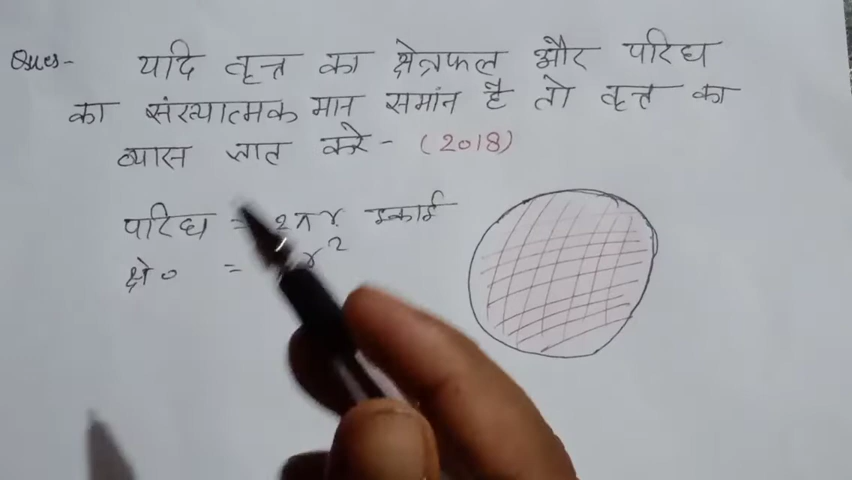 Ques- यदि वृत्त का क्षेत्रफल और परिधि
का संख्यात्मक मान समांन है तो वृत्त का
व्यास ज्ञात करे- (2018)
परिधि = 2πr इकाई
क्षे० = r²